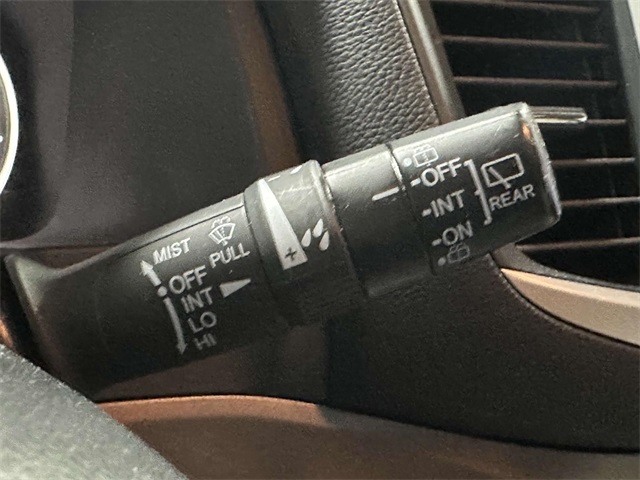 MIST
PULL
OFF
INT
LO
HI
+
OFF
INT
ON
REAR